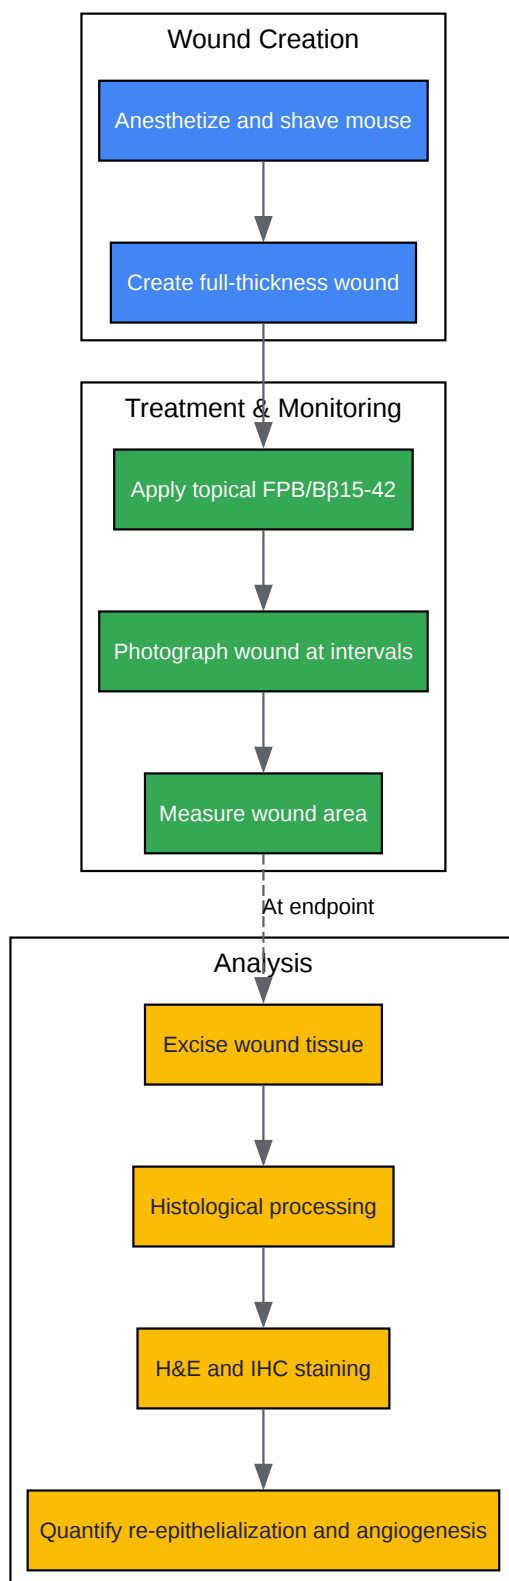 Wound Creation
Anesthetize and shave mouse
Create full-thickness wound
Treatment & Monitoring
Apply topical FPB/Bβ15-42
Photograph wound at intervals
Measure wound area
At endpoint
Analysis
Excise wound tissue
Histological processing
H&E and IHC staining
Quantify re-epithelialization and angiogenesis